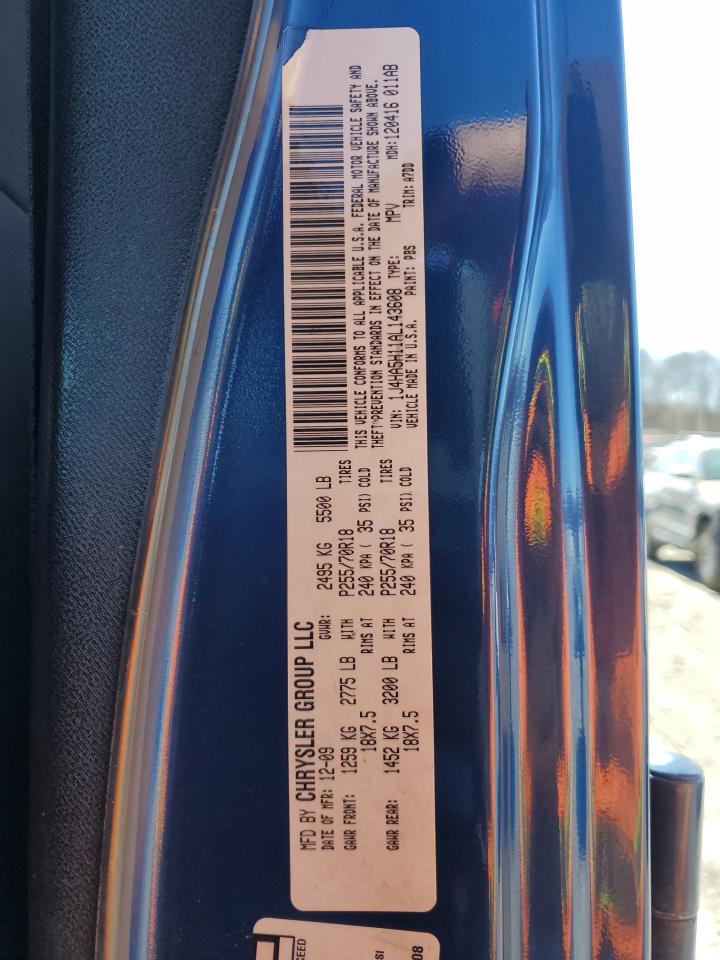 MFD BY CHRYSLER GROUP LLC
DATE OF MFR: 12-09 GVWR: 2495 KG 5500 LB
GAWR FRONT: 1259 KG 2775 LB WITH P255/70R18 TIRES
18X7.5 RIMS AT 240 KPA ( 35 PSI) COLD
GAWR REAR: 1452 KG 3200 LB WITH P255/70R18 TIRES
18X7.5 RIMS AT 240 KPA ( 35 PSI) COLD
THIS VEHICLE CONFORMS TO ALL APPLICABLE U.S.A. FEDERAL MOTOR VEHICLE SAFETY AND
THEFT PREVENTION STANDARDS IN EFFECT ON THE DATE OF MANUFACTURE SHOWN ABOVE.
VIN: 1J4HA5H11AL143608 TYPE: MPV MDH:120416 011AB
VEHICLE MADE IN U.S.A. PAINT: PBS TRIM: A7DD
CEED
SI
08